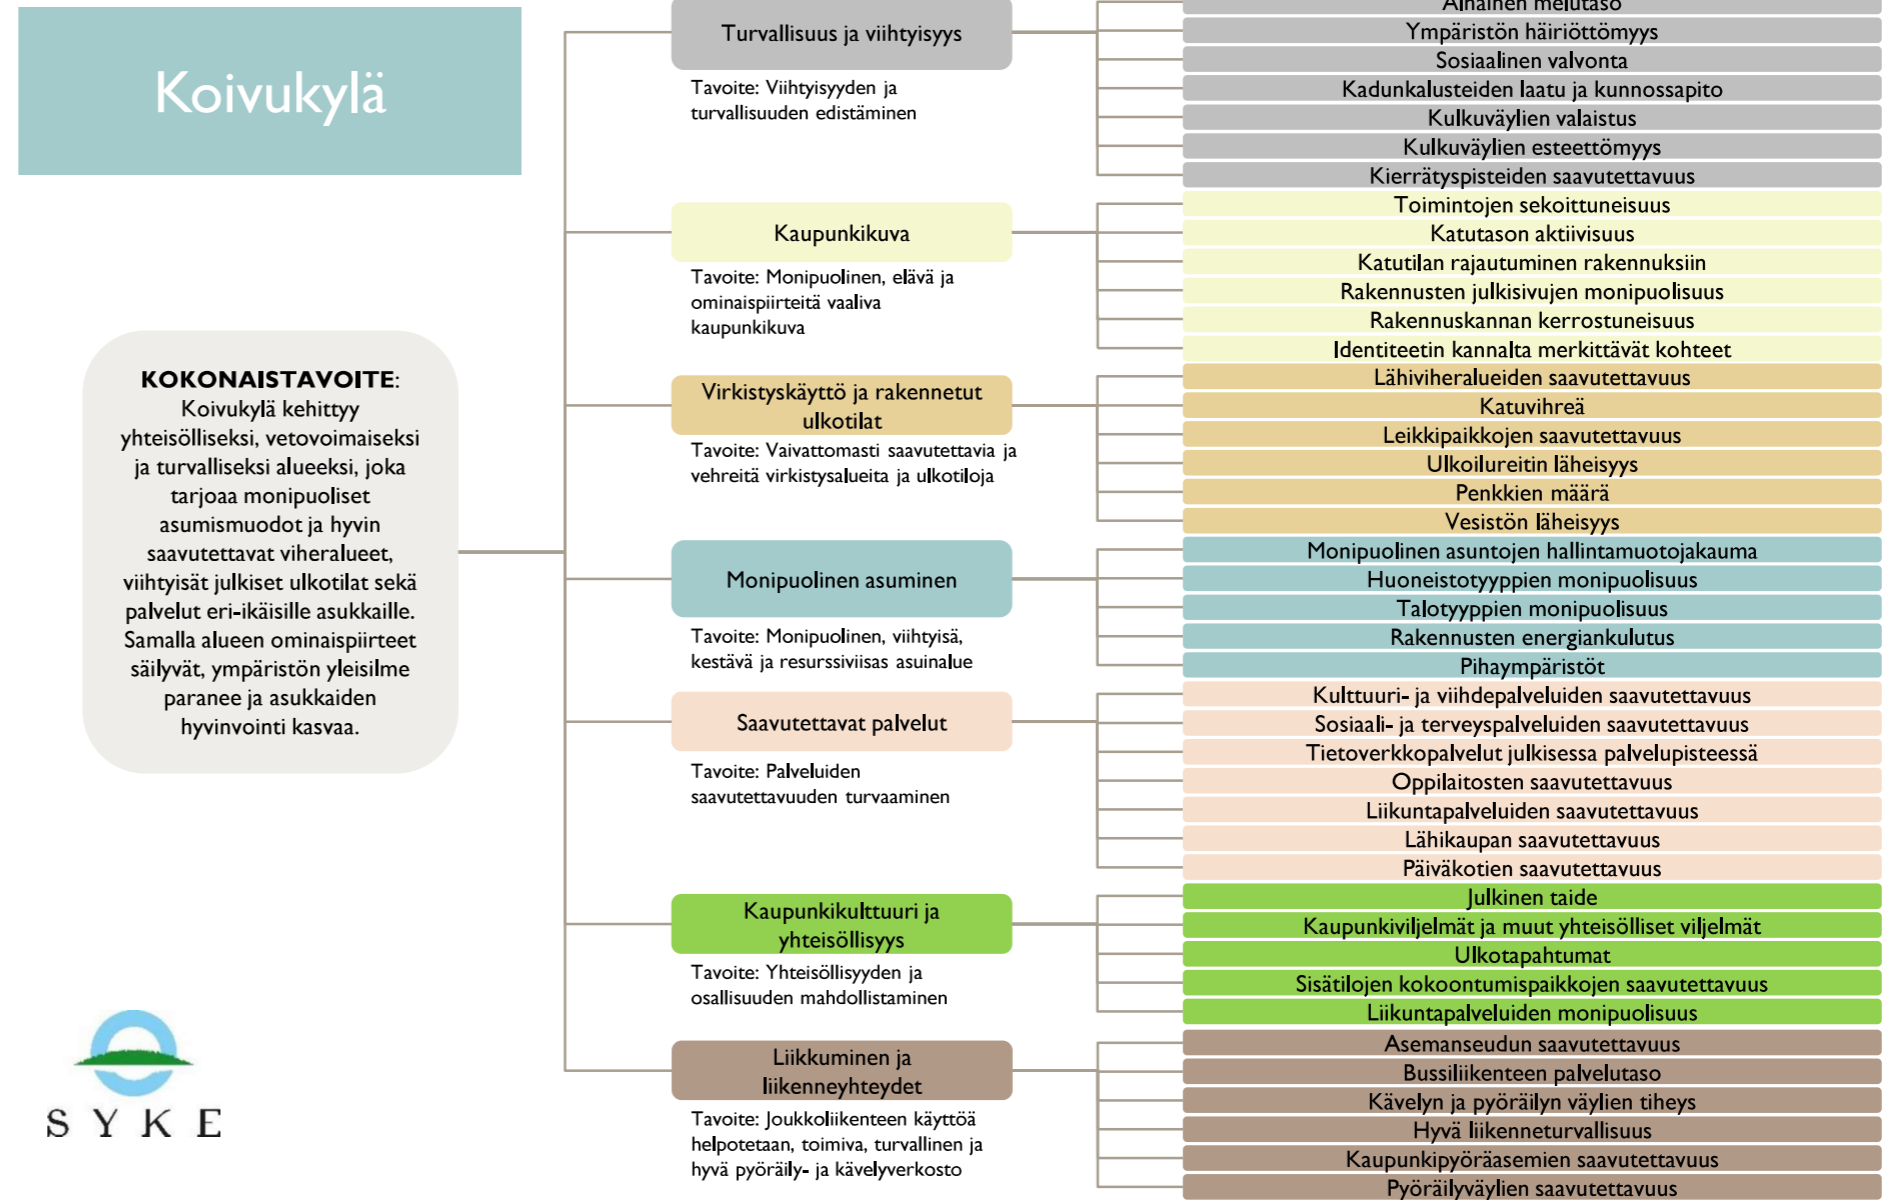 Koivukylä
KOKONAISTAVOITE:
Koivukylä kehittyy
yhteisölliseksi, vetovoimaiseksi
ja turvalliseksi alueeksi, joka
tarjoaa monipuoliset
asumismuodot ja hyvin
saavutettavat viheralueet,
viihtyisät julkiset ulkotilat sekä
palvelut eri-ikäisille asukkaille.
Samalla alueen ominaispiirteet
säilyvät, ympäristön yleisilme
paranee ja asukkaiden
hyvinvointi kasvaa.
SYKE
Turvallisuus ja viihtyisyys
Tavoite: Viihtyisyyden ja
turvallisuuden edistäminen
Alhainen melutaso
Ympäristön häiriöttömyys
Sosiaalinen valvonta
Kadunkalusteiden laatu ja kunnossapito
Kulkuväylien valaistus
Kulkuväylien esteettömyys
Kierrätyspisteiden saavutettavuus
Kaupunkikuva
Tavoite: Monipuolinen, elävä ja
ominaispiirteitä vaaliva
kaupunkikuva
Toimintojen sekoittuneisuus
Katutason aktiivisuus
Katutilan rajautuminen rakennuksiin
Rakennusten julkisivujen monipuolisuus
Rakennuskannan kerrostuneisuus
Identiteetin kannalta merkittävät kohteet
Virkistyskäyttö ja rakennetut
ulkotilat
Tavoite: Vaivattomasti saavutettavia ja
vehreitä virkistysalueita ja ulkotiloja
Lähiviheralueiden saavutettavuus
Katuvihreä
Leikkipaikkojen saavutettavuus
Ulkoilureitin läheisyys
Penkkien määrä
Vesistön läheisyys
Monipuolinen asuminen
Tavoite: Monipuolinen, viihtyisä,
kestävä ja resurssiviisas asuinalue
Monipuolinen asuntojen hallintamuotojakauma
Huoneistotyyppien monipuolisuus
Talotyyppien monipuolisuus
Rakennusten energiankulutus
Pihaympäristöt
Saavutettavat palvelut
Tavoite: Palveluiden
saavutettavuuden turvaaminen
Kulttuuri- ja viihdepalveluiden saavutettavuus
Sosiaali- ja terveyspalveluiden saavutettavuus
Tietoverkkopalvelut julkisessa palvelupisteessä
Oppilaitosten saavutettavuus
Liikuntapalveluiden saavutettavuus
Lähikaupan saavutettavuus
Päiväkotien saavutettavuus
Kaupunkikulttuuri ja
yhteisöllisyys
Tavoite: Yhteisöllisyyden ja
osallisuuden mahdollistaminen
Julkinen taide
Kaupunkiviljelmät ja muut yhteisölliset viljelmät
Ulkotapahtumat
Sisätilojen kokoontumispaikkojen saavutettavuus
Liikuntapalveluiden monipuolisuus
Liikkuminen ja
liikenneyhteydet
Tavoite: Joukkoliikenteen käyttöä
helpotetaan, toimiva, turvallinen ja
hyvä pyöräily- ja kävelyverkosto
Asemanseudun saavutettavuus
Bussiliikenteen palvelutaso
Kävelyn ja pyöräilyn väylien tiheys
Hyvä liikenneturvallisuus
Kaupunkipyöräasemien saavutettavuus
Pyöräilyväylien saavutettavuus